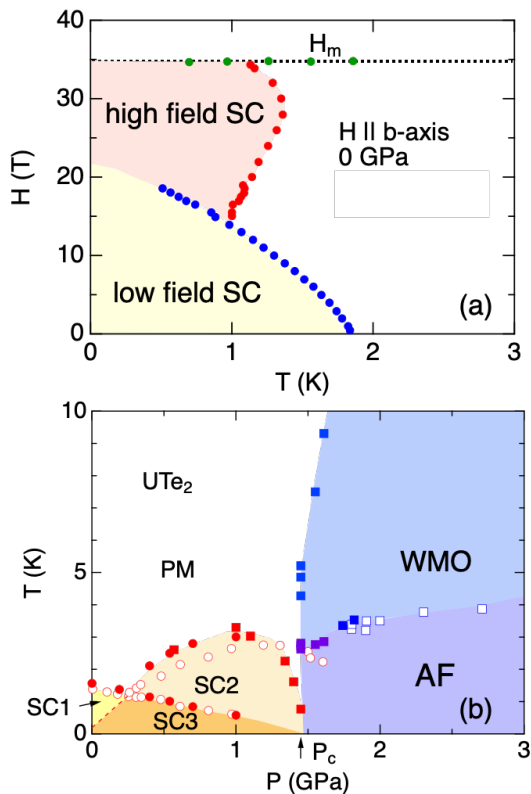 40
30
20
10
0
H (T)
H_m
high field SC
H || b-axis
0 GPa
low field SC
(a)
0
1
2
3
T (K)
10
5
0
T (K)
UTe₂
PM
WMO
SC1
SC2
SC3
AF
(b)
0
1
2
3
P_c
P (GPa)